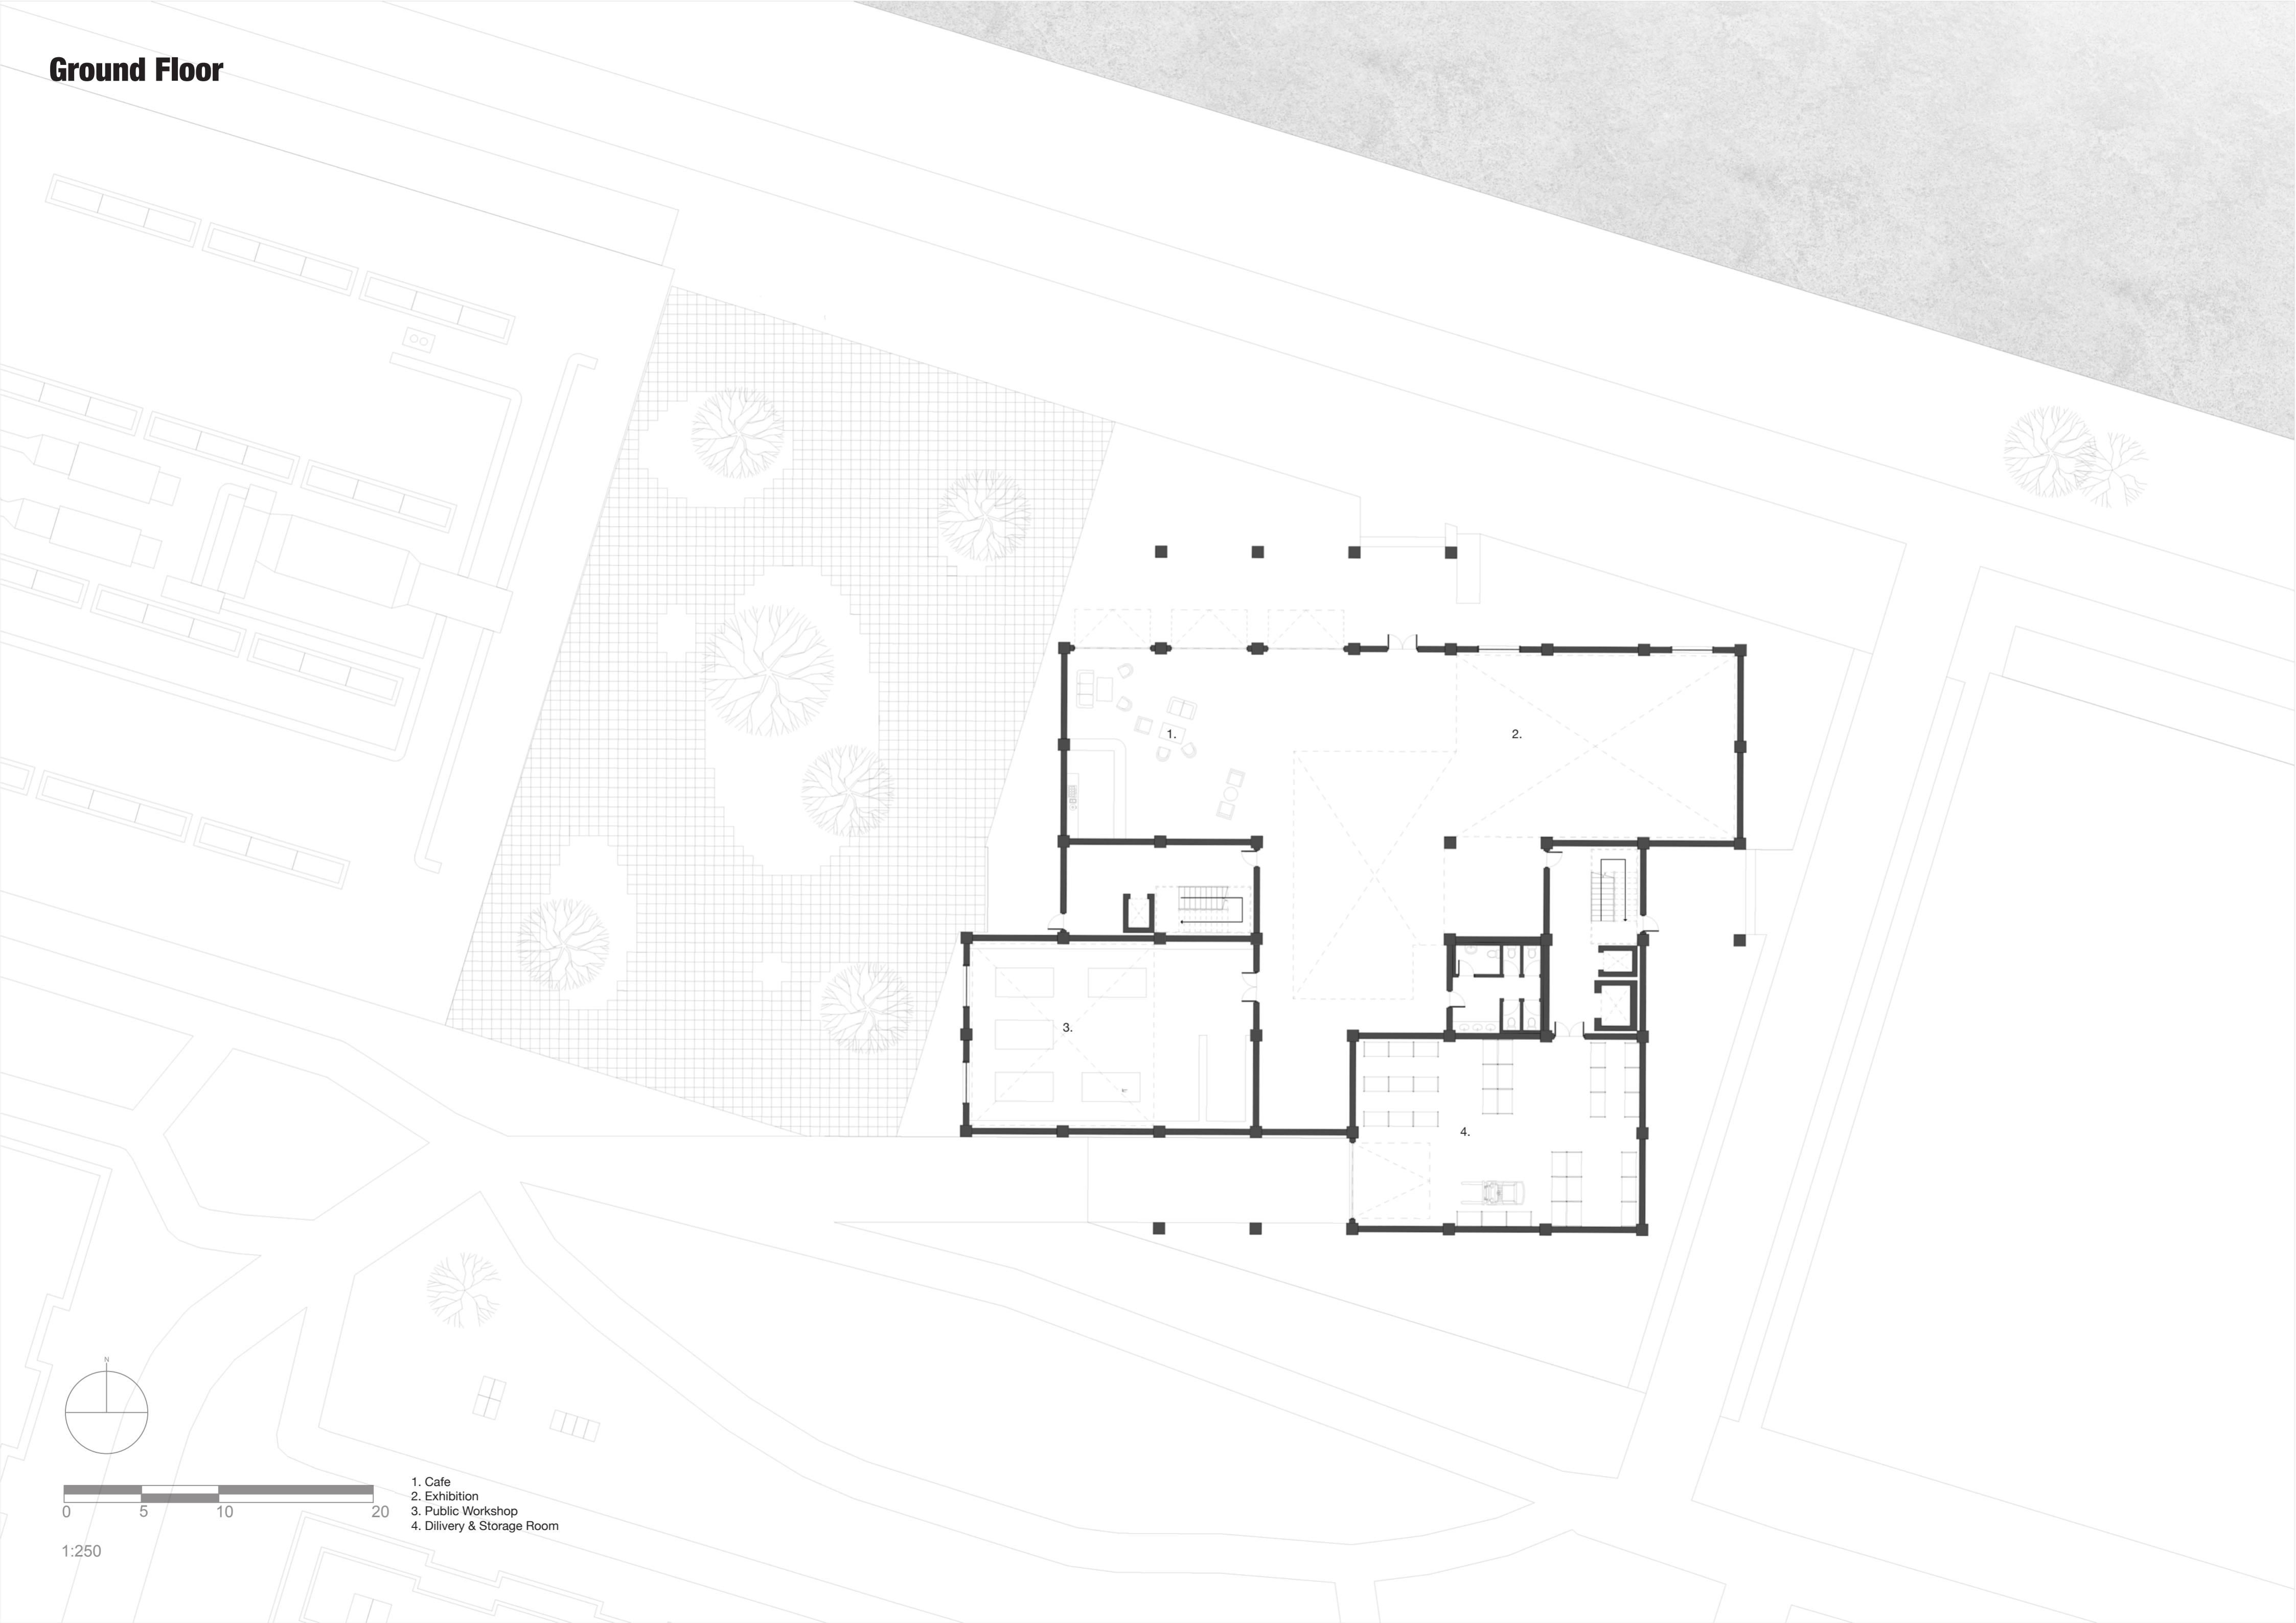 Ground Floor
1.
2.
3.
4.
N
0 5 10 20
1:250
1. Cafe
2. Exhibition
3. Public Workshop
4. Dilivery & Storage Room